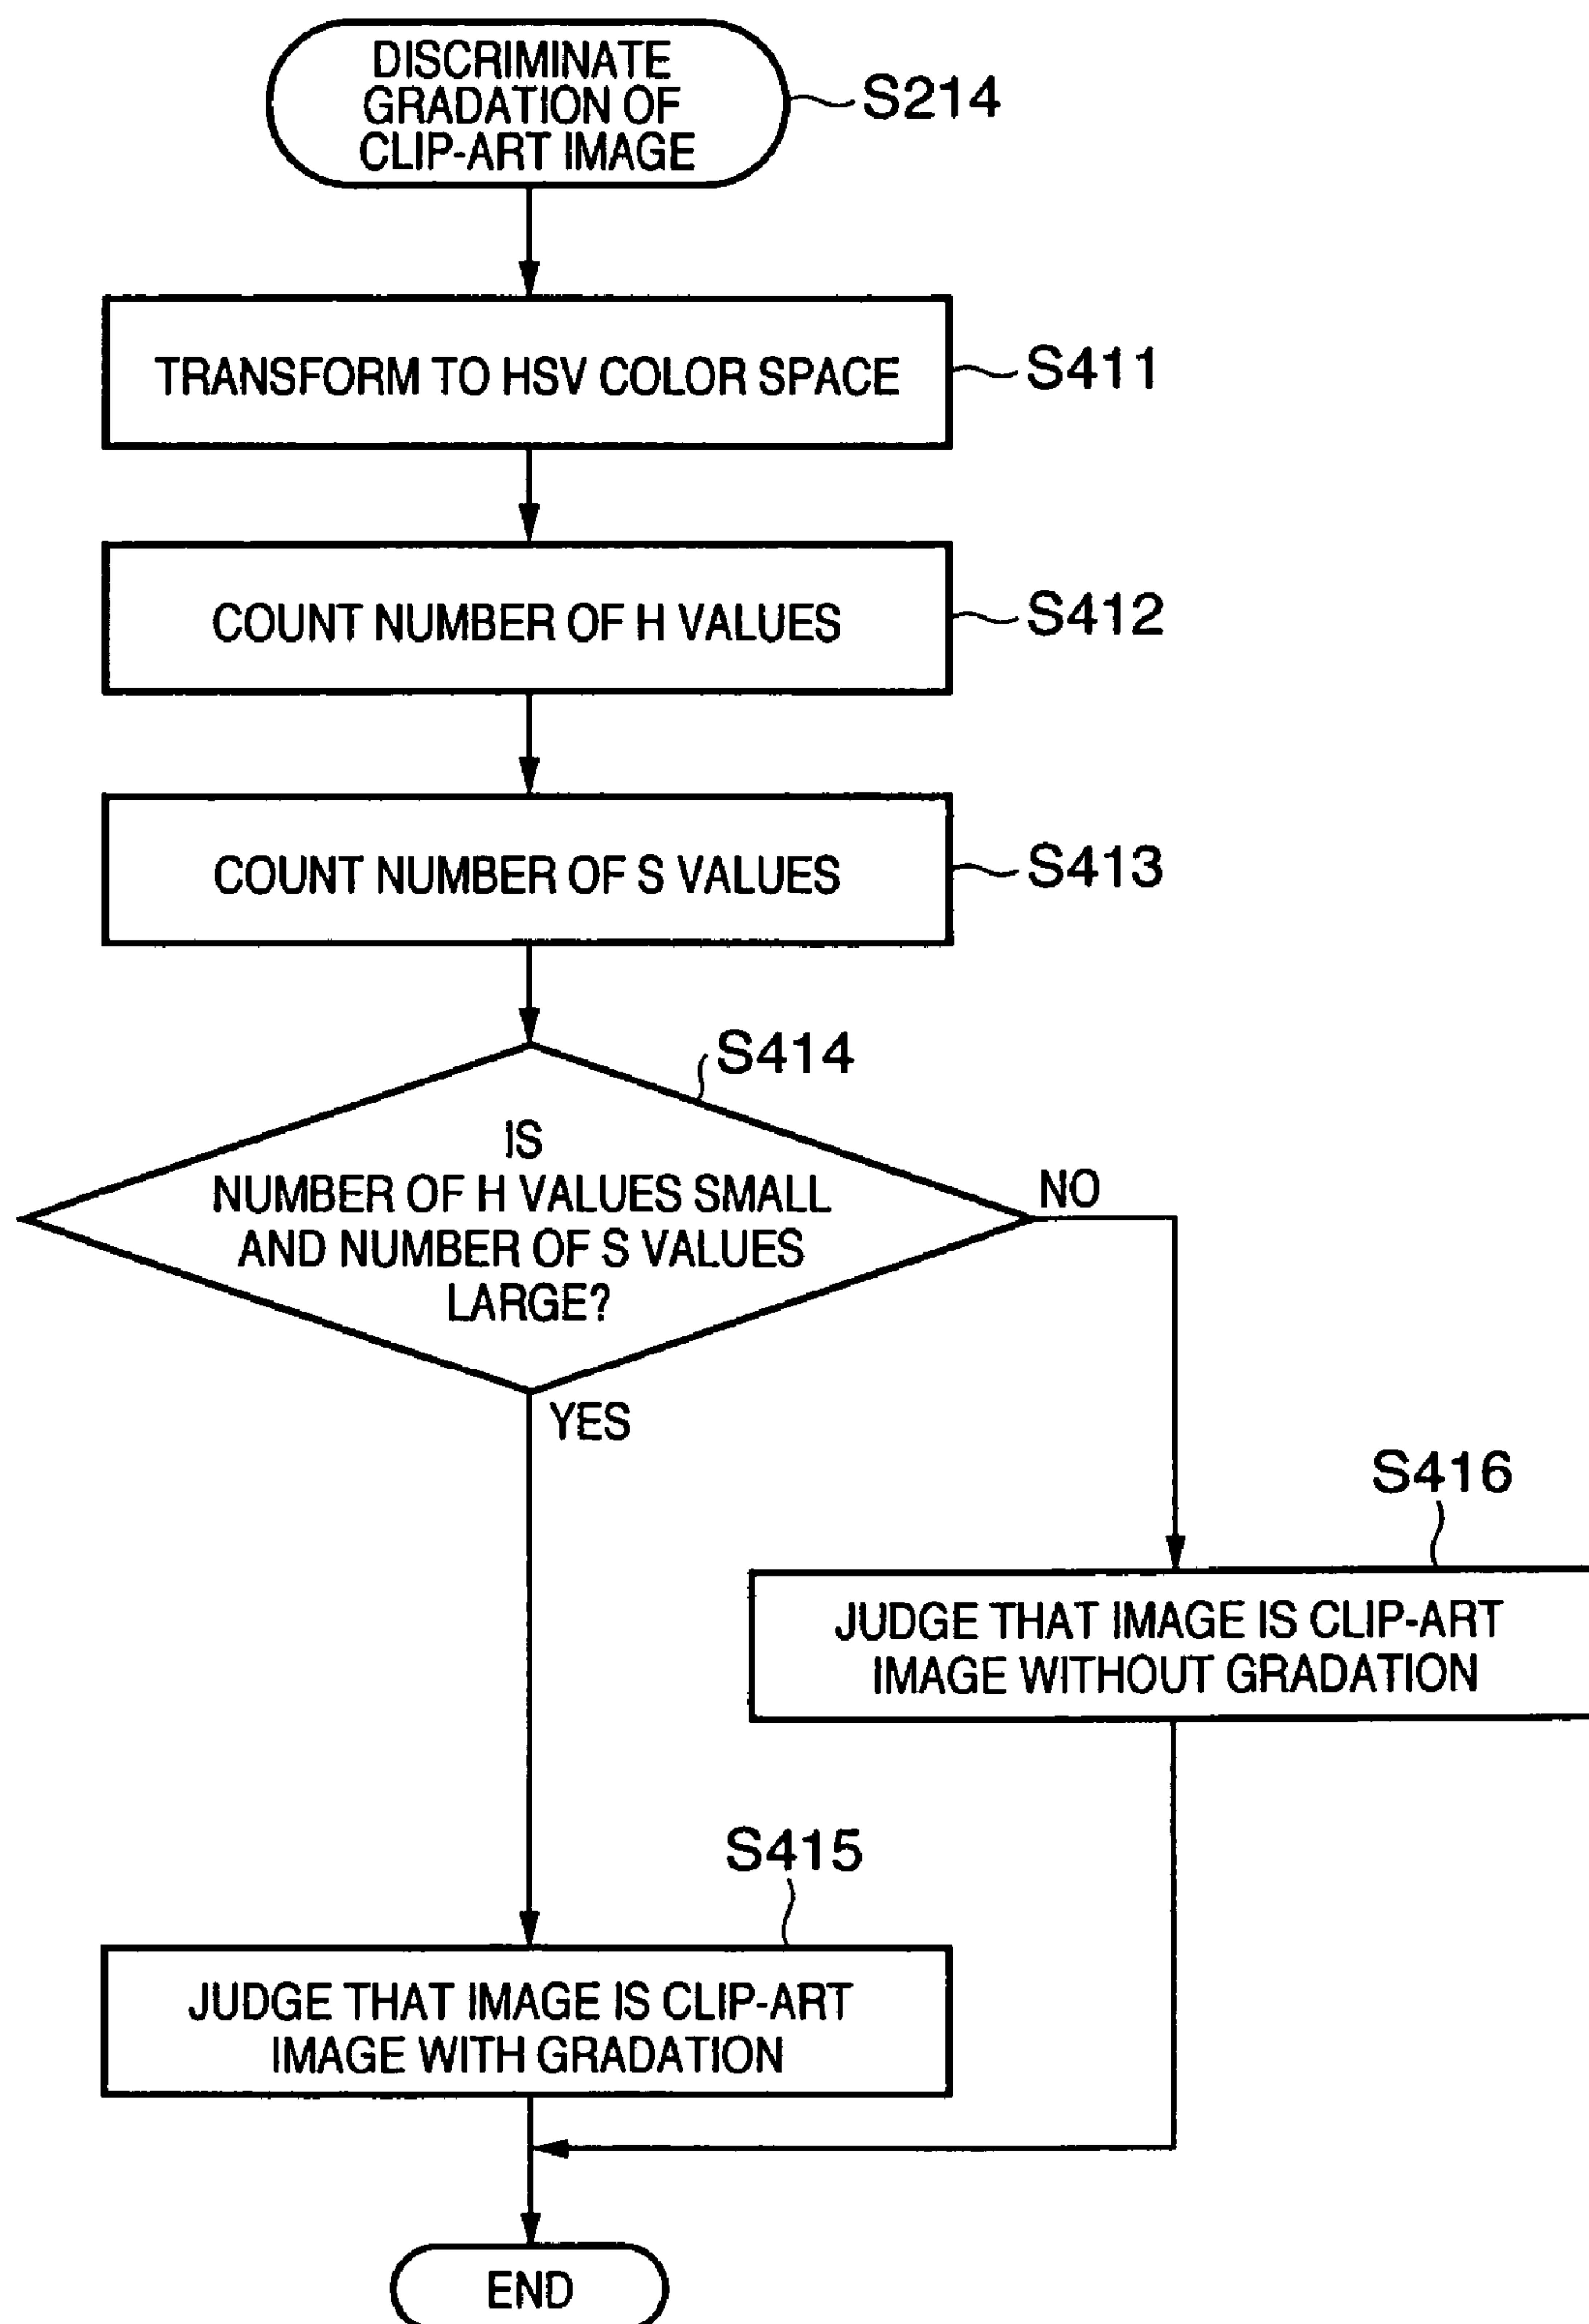 DISCRIMINATE
GRADATION OF
CLIP-ART IMAGE
S214
TRANSFORM TO HSV COLOR SPACE
S411
COUNT NUMBER OF H VALUES
S412
COUNT NUMBER OF S VALUES
S413
S414
IS
NUMBER OF H VALUES SMALL
AND NUMBER OF S VALUES
LARGE?
NO
YES
S416
JUDGE THAT IMAGE IS CLIP-ART
IMAGE WITHOUT GRADATION
S415
JUDGE THAT IMAGE IS CLIP-ART
IMAGE WITH GRADATION
END